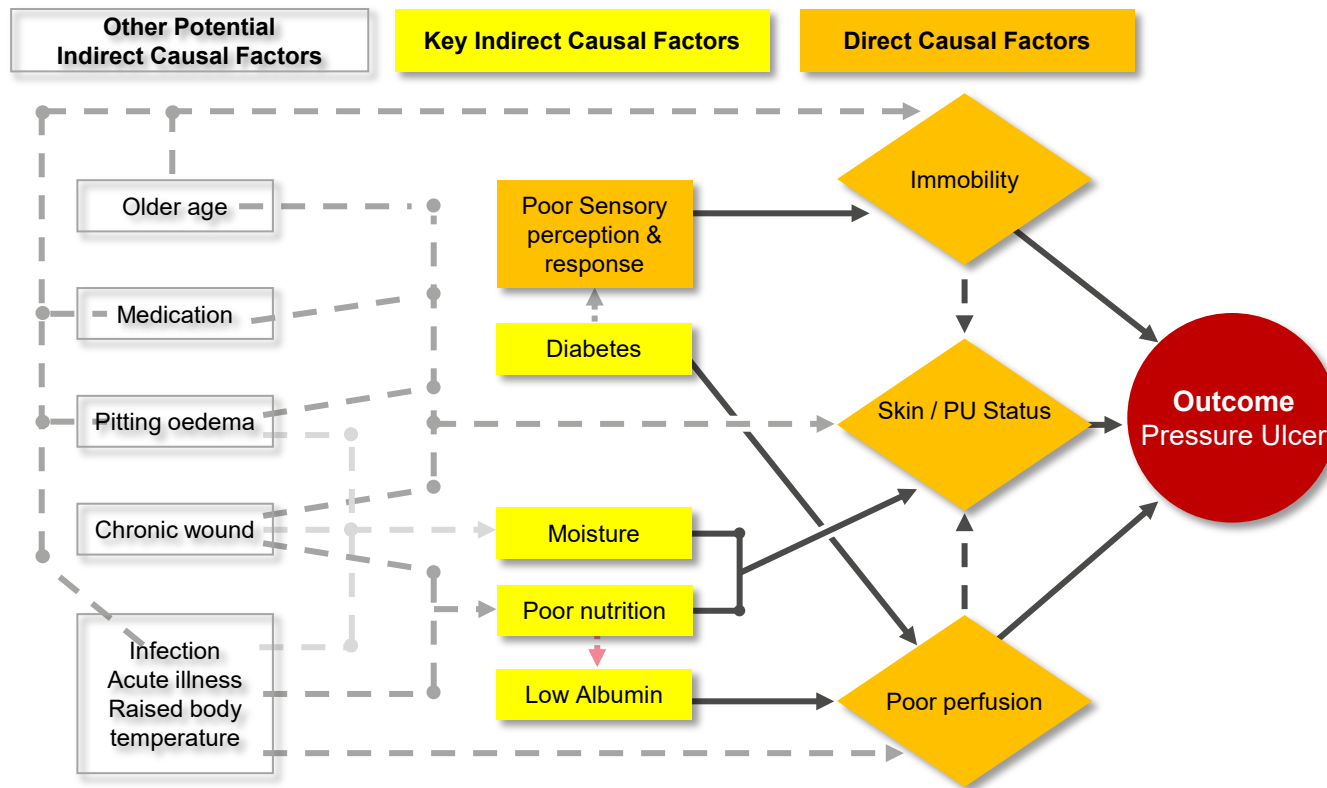 Other Potential
Indirect Causal Factors
Key Indirect Causal Factors
Direct Causal Factors
Older age
Medication
Pitting oedema
Chronic wound
Infection
Acute illness
Raised body
temperature
Poor Sensory
perception &
response
Diabetes
Moisture
Poor nutrition
Low Albumin
Immobility
Skin / PU Status
Poor perfusion
Outcome
Pressure Ulcer